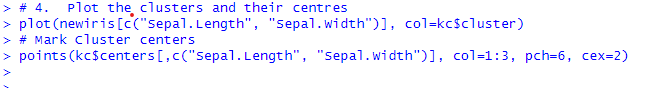 > # 4.  Plot the clusters and their centres
> plot(newiris[c("Sepal.Length", "Sepal.Width")], col=kc$cluster)
> # Mark Cluster centers
> points(kc$centers[,c("Sepal.Length", "Sepal.Width")], col=1:3, pch=6, cex=2)
>